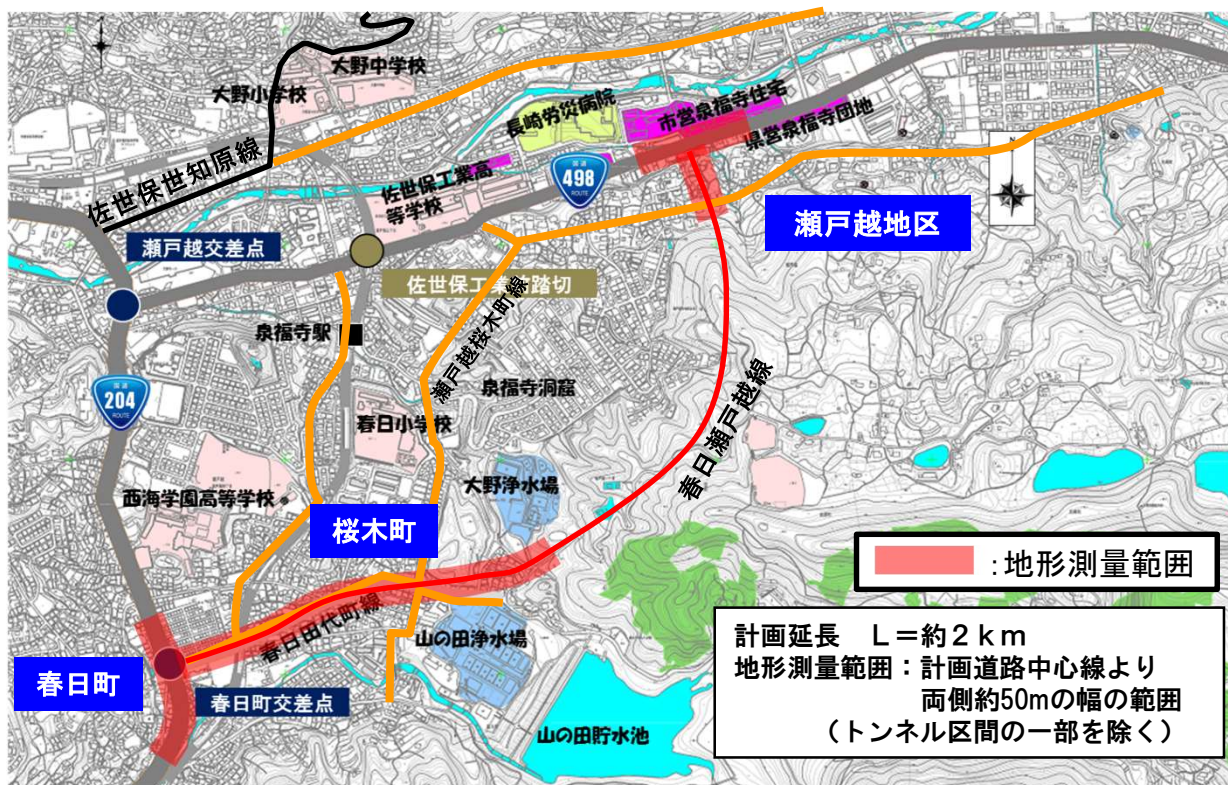 大野中学校
大野小学校
長崎労災病院
市営泉福寺住宅
県営泉福寺団地
佐世保世知原線
佐世保工業高
等学校
国道
498
ROUTE
N
瀬戸越地区
瀬戸越交差点
佐世保工業前踏切
泉福寺駅
瀬戸越桜木町線
泉福寺洞窟
国道
204
ROUTE
春日小学校
春日瀬戸越線
西海学園高等学校
大野浄水場
桜木町
:地形測量範囲
春日田代町線
山の田浄水場
春日町
春日町交差点
山の田貯水池
計画延長 L=約2km
地形測量範囲:計画道路中心線より
両側約50mの幅の範囲
(トンネル区間の一部を除く)